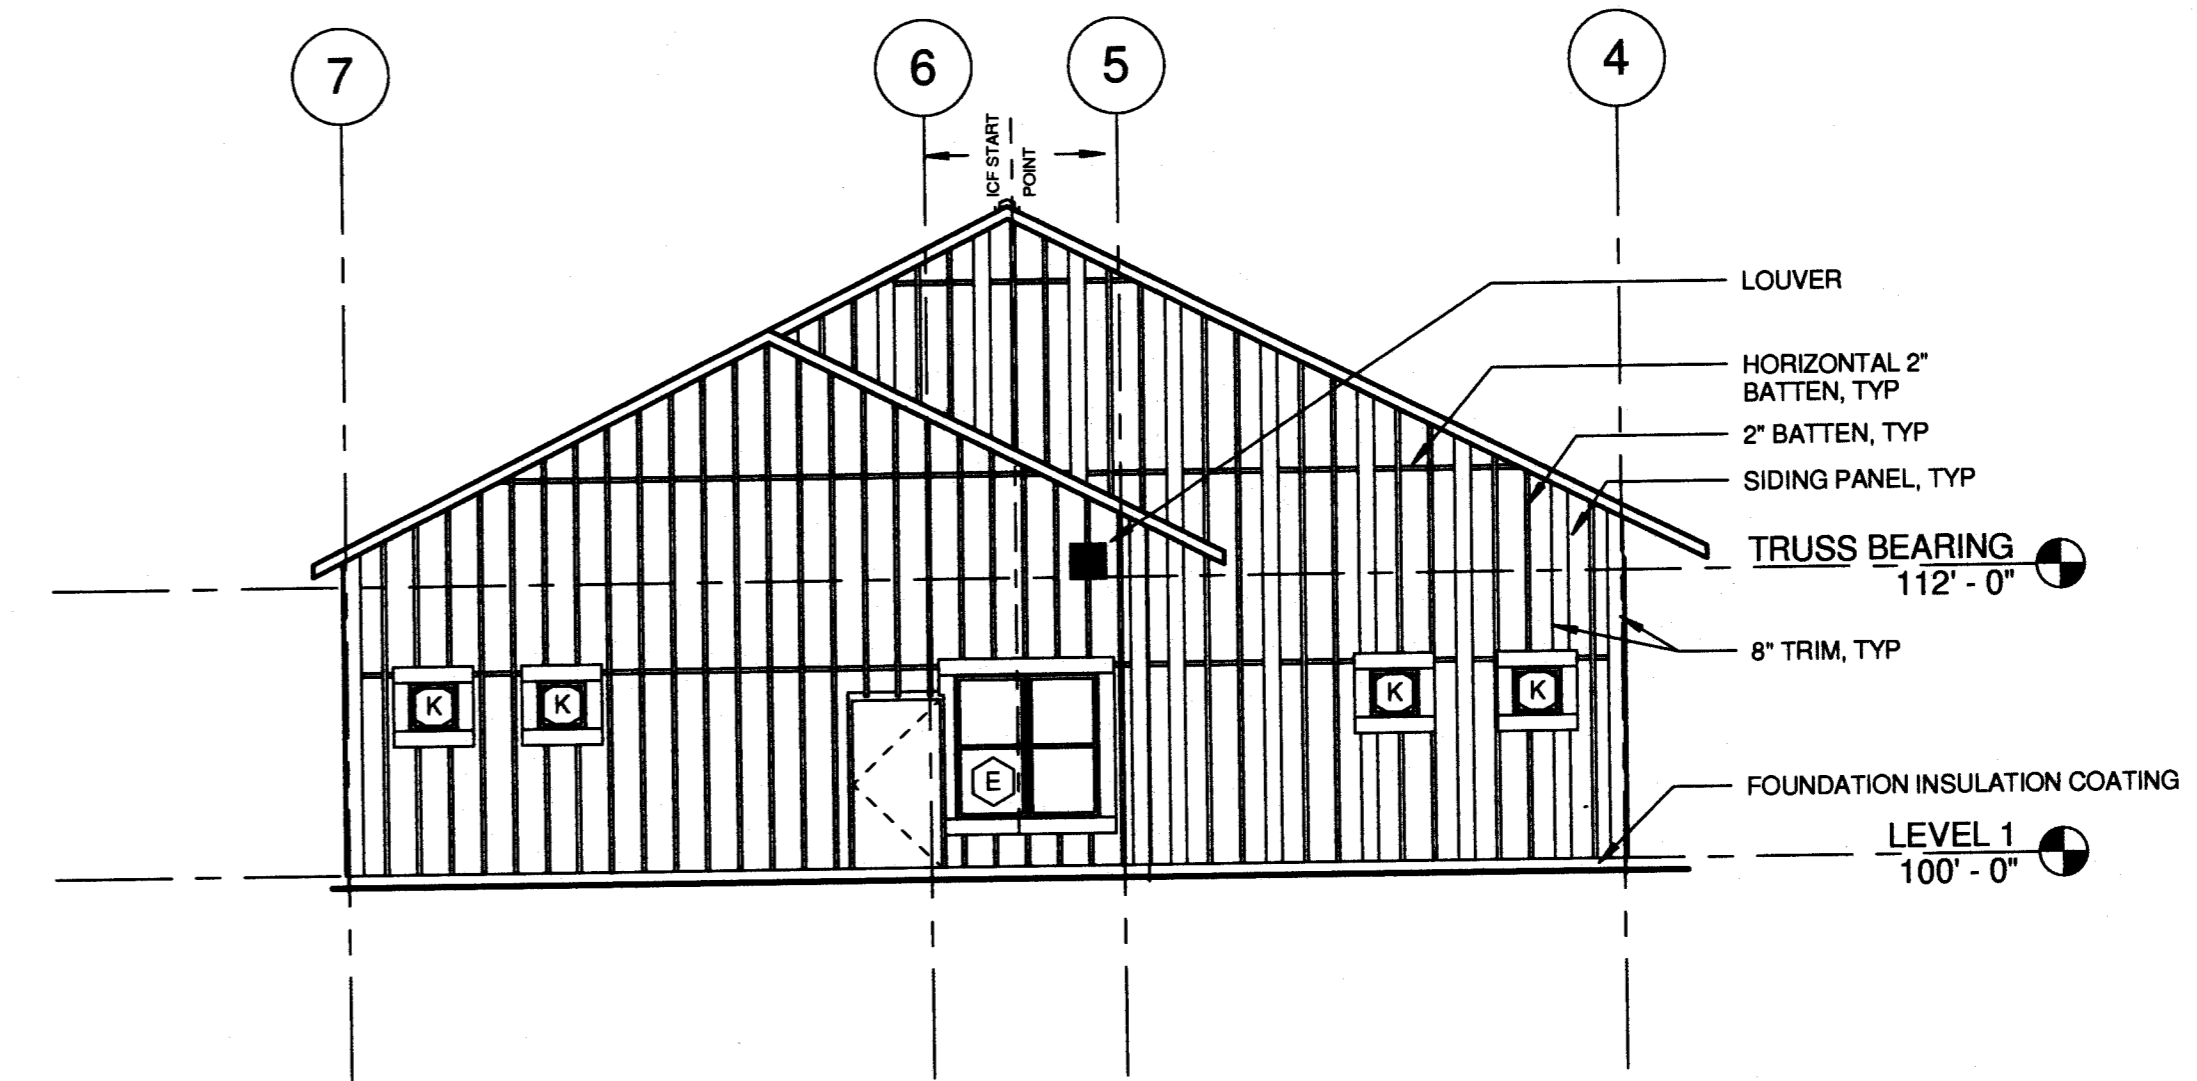 7
6
5
4
ICF START
POINT
LOUVER
HORIZONTAL 2"
BATTEN, TYP
2" BATTEN, TYP
SIDING PANEL, TYP
TRUSS BEARING
112' - 0"
8" TRIM, TYP
K
K
K
K
E
FOUNDATION INSULATION COATING
LEVEL 1
100' - 0"